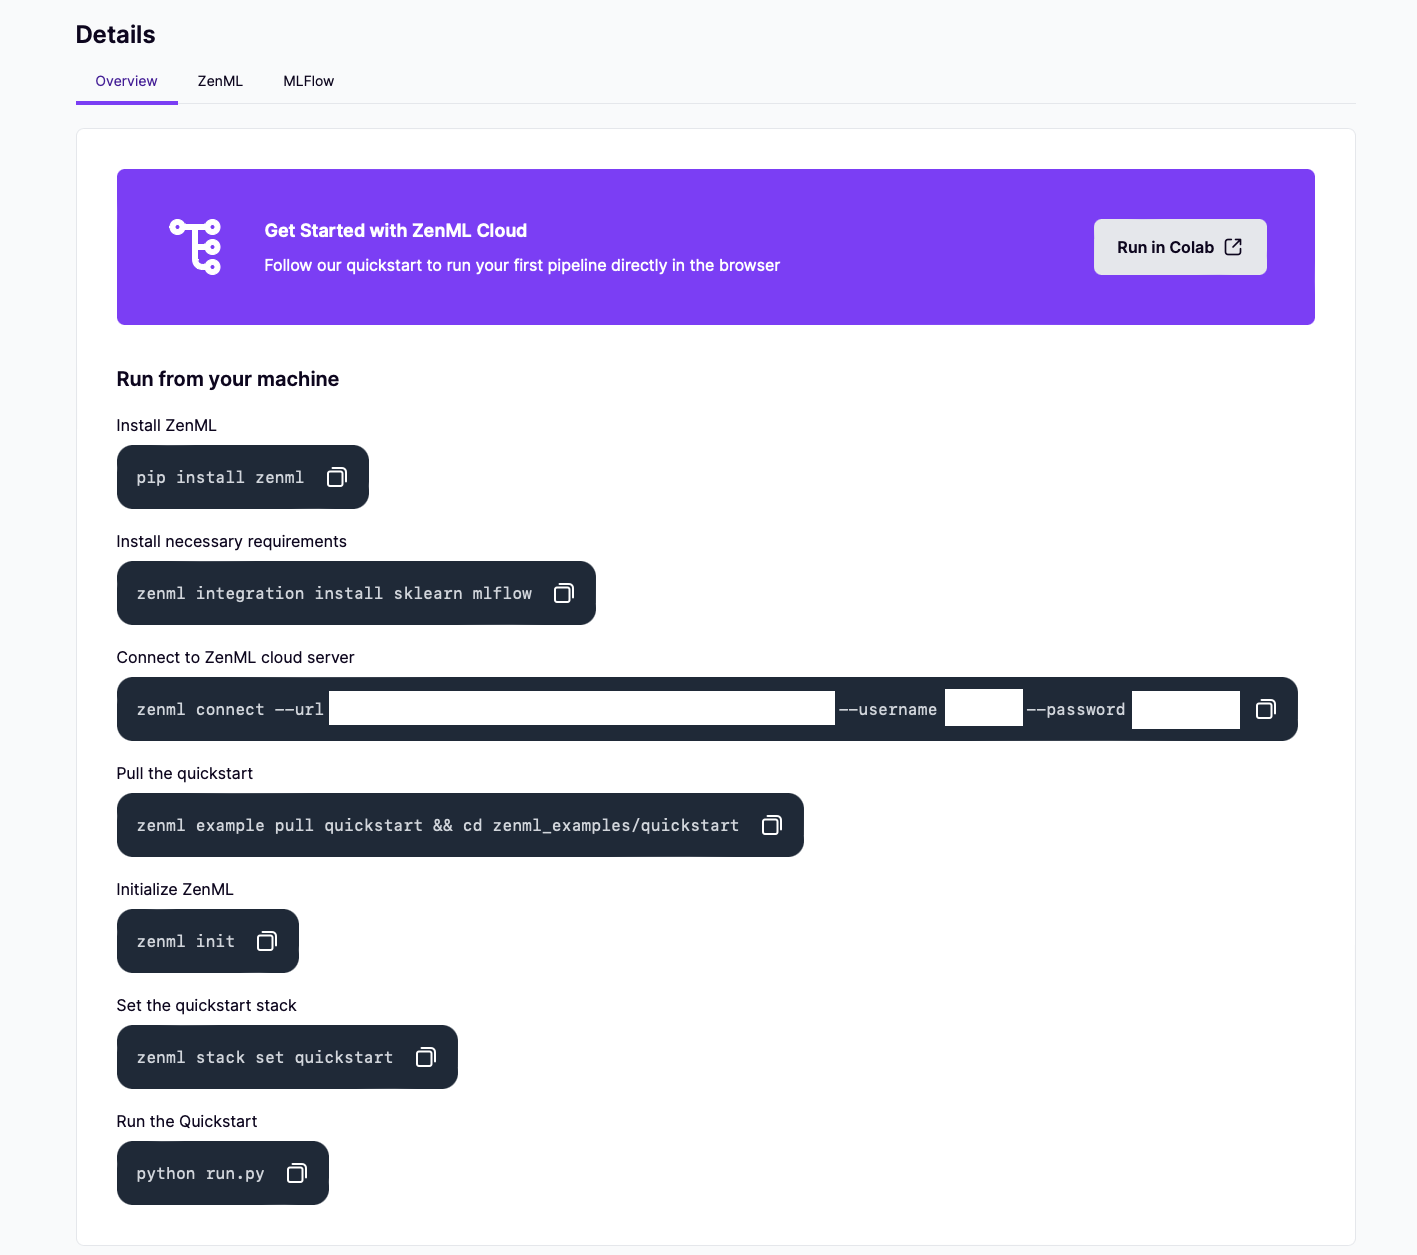 Details
Overview ZenML MLFlow
Get Started with ZenML Cloud
Follow our quickstart to run your first pipeline directly in the browser
Run in Colab
Run from your machine
Install ZenML
pip install zenml
Install necessary requirements
zenml integration install sklearn mlflow
Connect to ZenML cloud server
zenml connect --url --username --password
Pull the quickstart
zenml example pull quickstart && cd zenml_examples/quickstart
Initialize ZenML
zenml init
Set the quickstart stack
zenml stack set quickstart
Run the Quickstart
python run.py